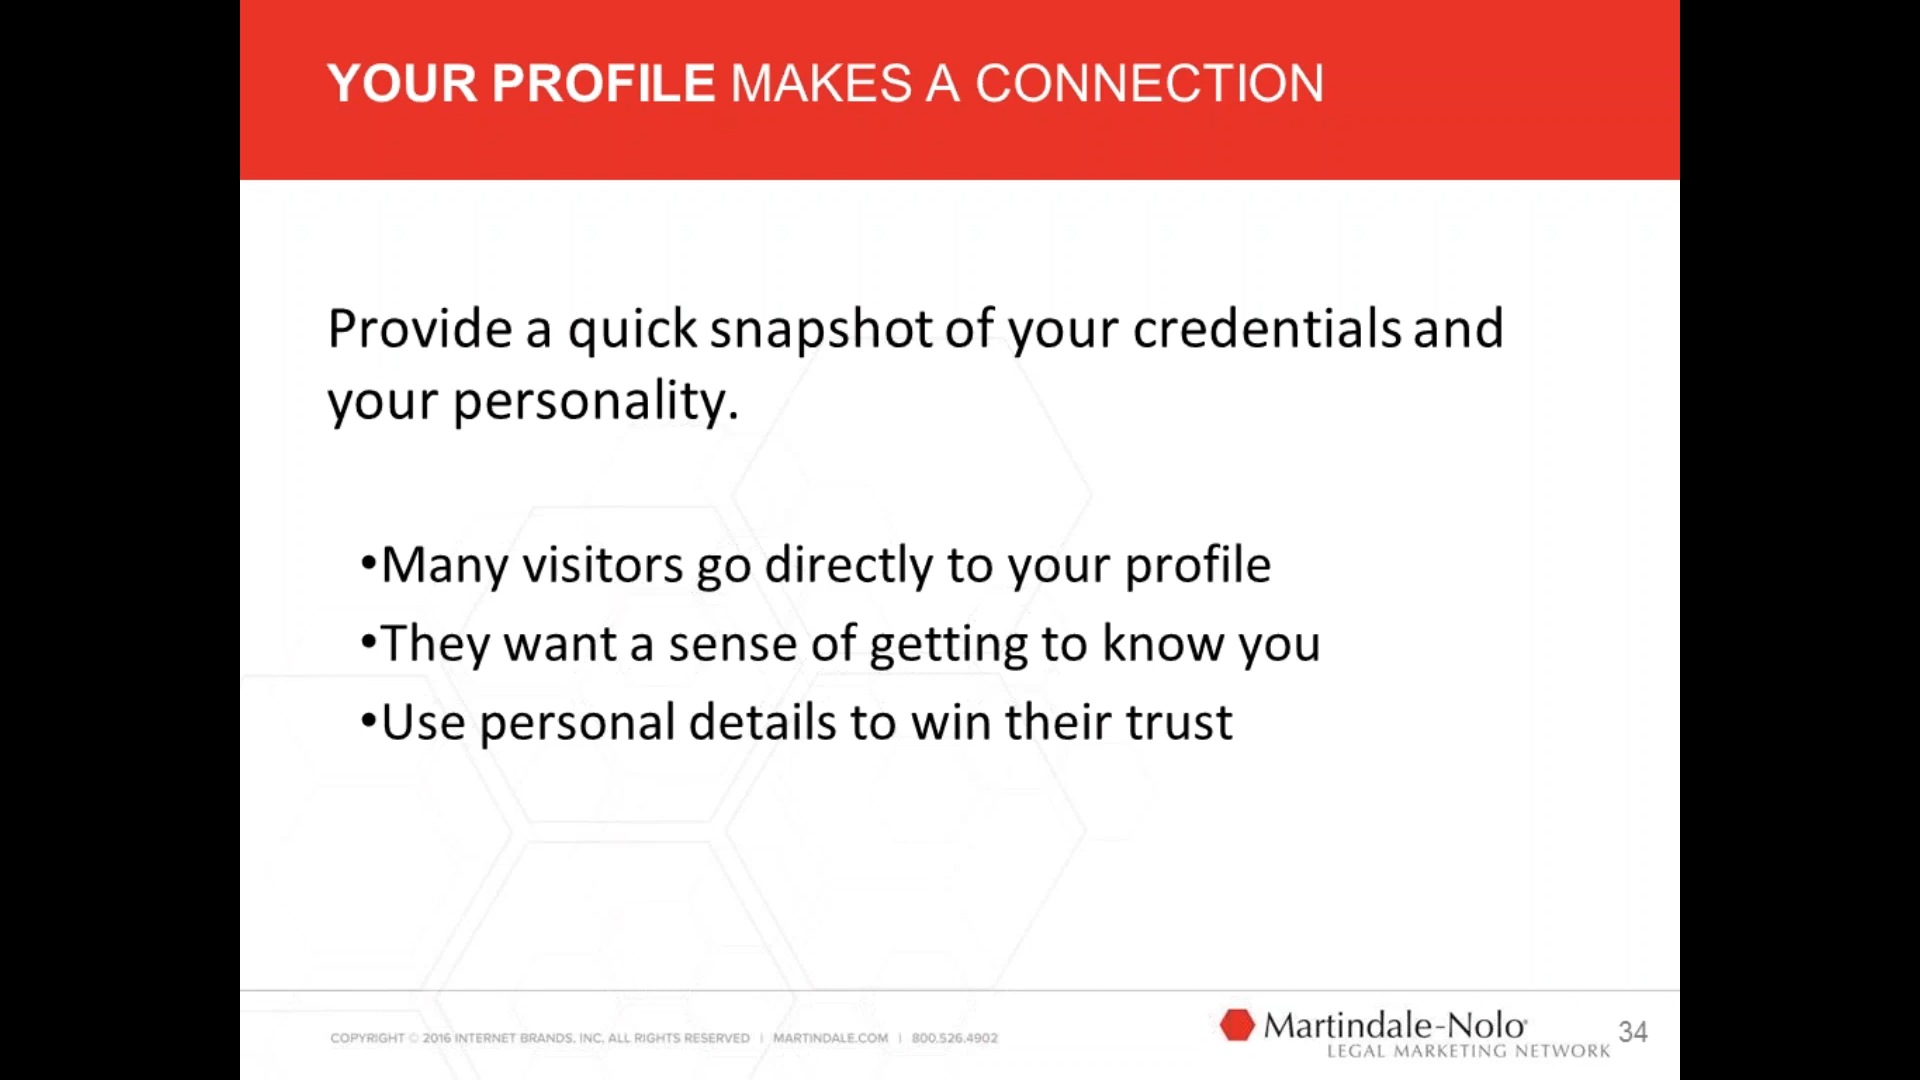 YOUR PROFILE MAKES A CONNECTION
Provide a quick snapshot of your credentials and
your personality.
•Many visitors go directly to your profile
•They want a sense of getting to know you
•Use personal details to win their trust
COPYRIGHT © 2016 INTERNET BRANDS, INC. ALL RIGHTS RESERVED | MARTINDALE.COM | 800.526.4902
Martindale-Nolo®
LEGAL MARKETING NETWORK
34